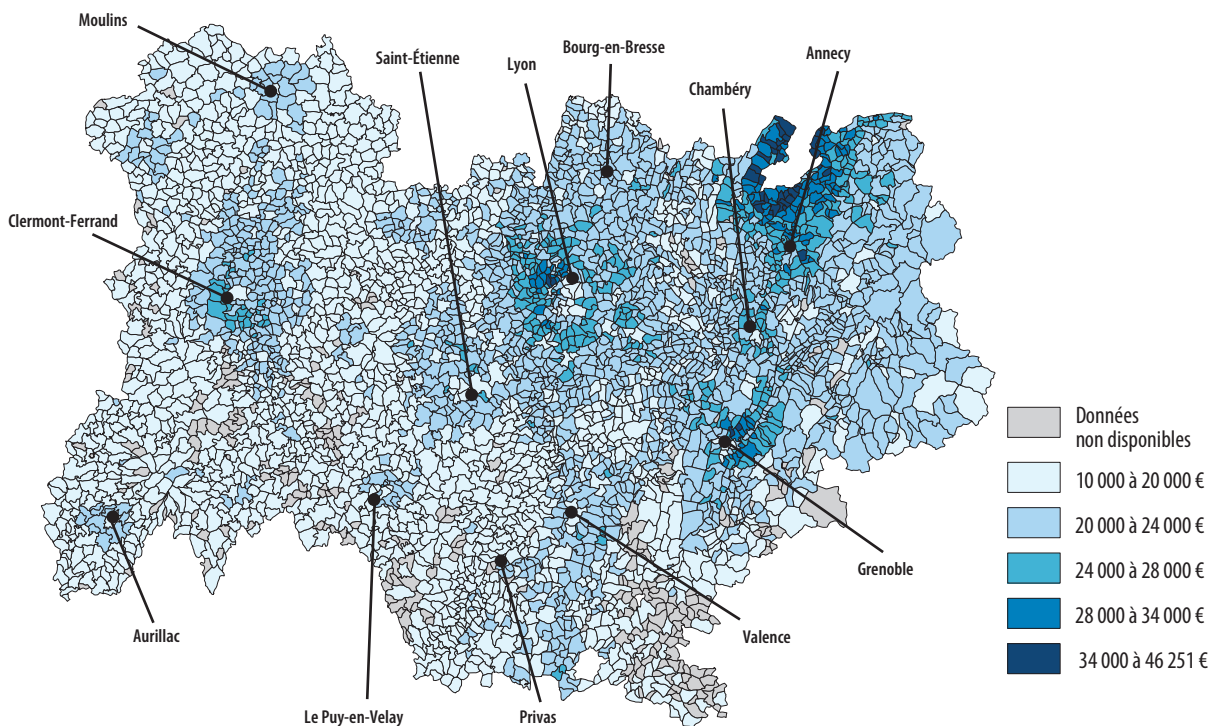 Moulins
Saint-Étienne
Lyon
Bourg-en-Bresse
Chambéry
Annecy
Clermont-Ferrand
Données
non disponibles
10 000 à 20 000 €
20 000 à 24 000 €
24 000 à 28 000 €
28 000 à 34 000 €
34 000 à 46 251 €
Grenoble
Aurillac
Valence
Le Puy-en-Velay
Privas